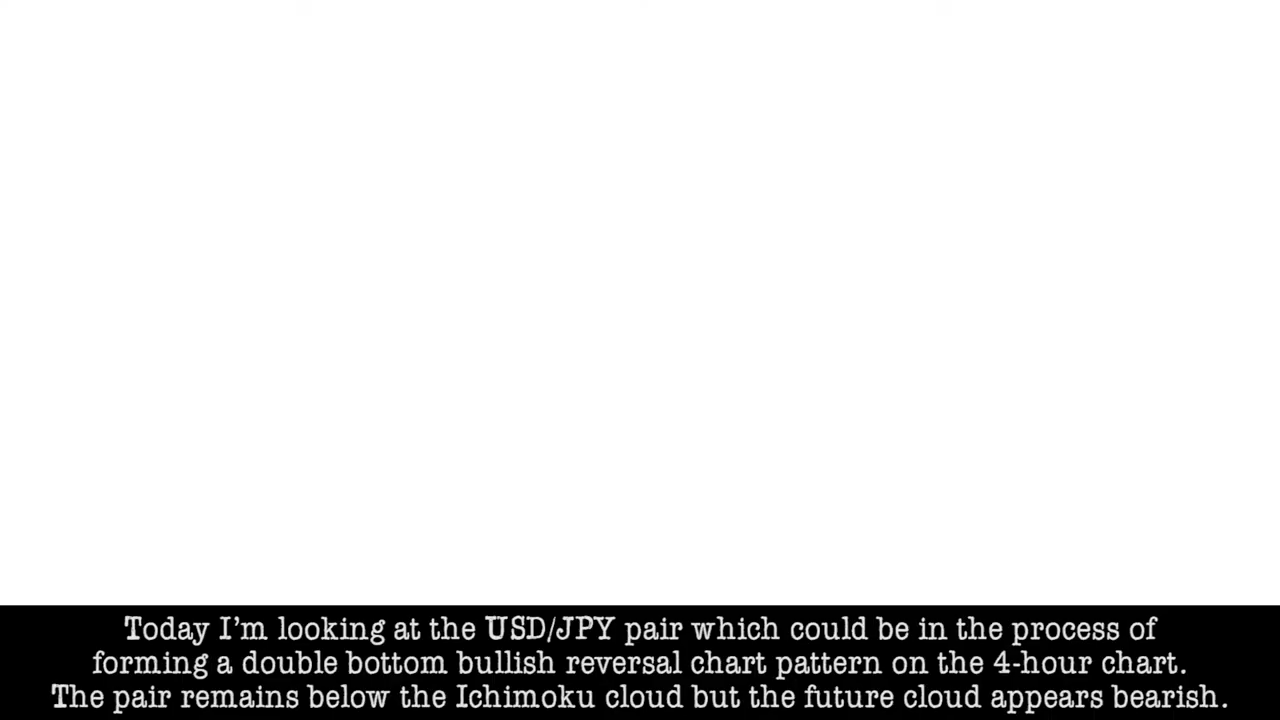 Today I'm looking at the USD/JPY pair which could be in the process of
forming a double bottom bullish reversal chart pattern on the 4-hour chart.
The pair remains below the Ichimoku cloud but the future cloud appears bearish.